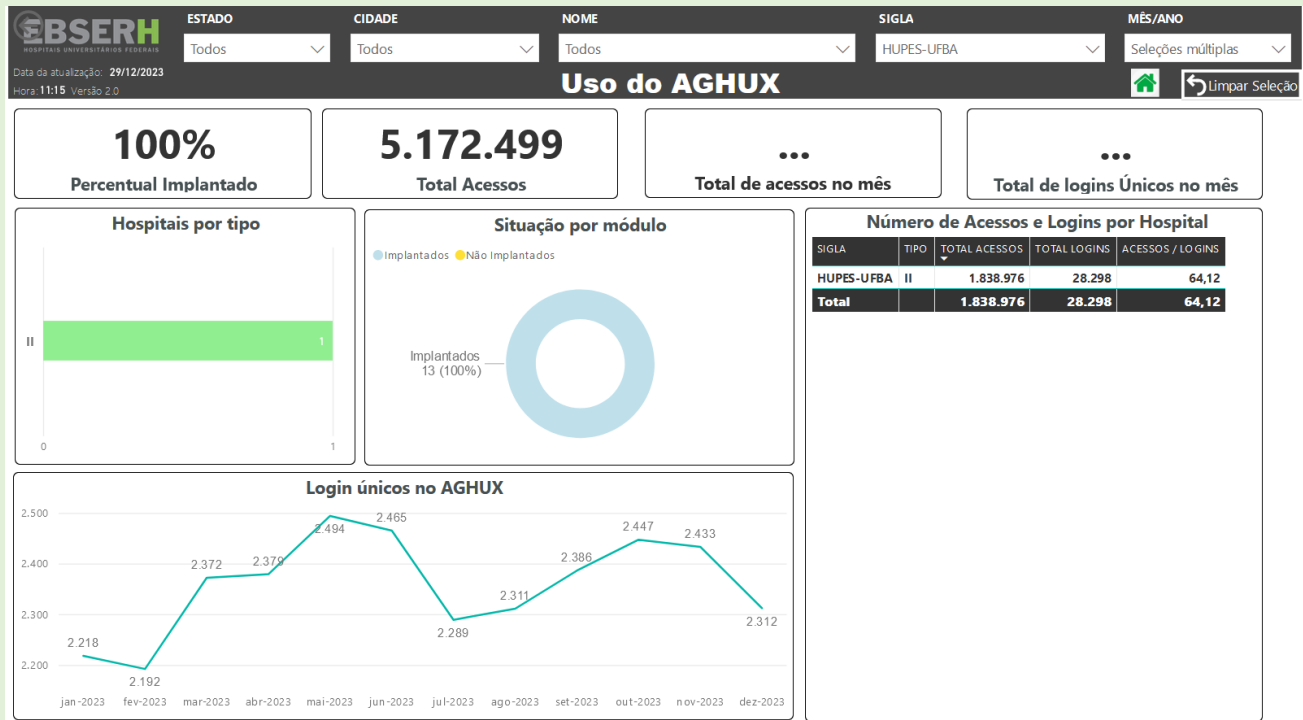 EBSERH
HOSPITAIS UNIVERSITÁRIOS FEDERAIS
ESTADO
Todos
CIDADE
Todos
NOME
Todos
SIGLA
HUPES-UFBA
MÊS/ANO
Seleções múltiplas
Data da atualização: 29/12/2023
Hora: 11:15 Versão 2.0
Uso do AGHUX
Limpar Seleção
100%
Percentual Implantado
5.172.499
Total Acessos
...
Total de acessos no mês
...
Total de logins Únicos no mês
Hospitais por tipo
II
1
0 1
Situação por módulo
Implantados Não Implantados
Implantados
13 (100%)
Número de Acessos e Logins por Hospital
SIGLA TIPO TOTAL ACESSOS TOTAL LOGINS ACESSOS / LOGINS
HUPES-UFBA II 1.838.976 28.298 64,12
Total 1.838.976 28.298 64,12
Login únicos no AGHUX
2.500
2.400
2.300
2.200
2.218
2.192
2.372
2.379
2.494
2.465
2.289
2.311
2.386
2.447
2.433
2.312
jan-2023 fev-2023 mar-2023 abr-2023 mai-2023 jun-2023 jul-2023 ago-2023 set-2023 out-2023 nov-2023 dez-2023